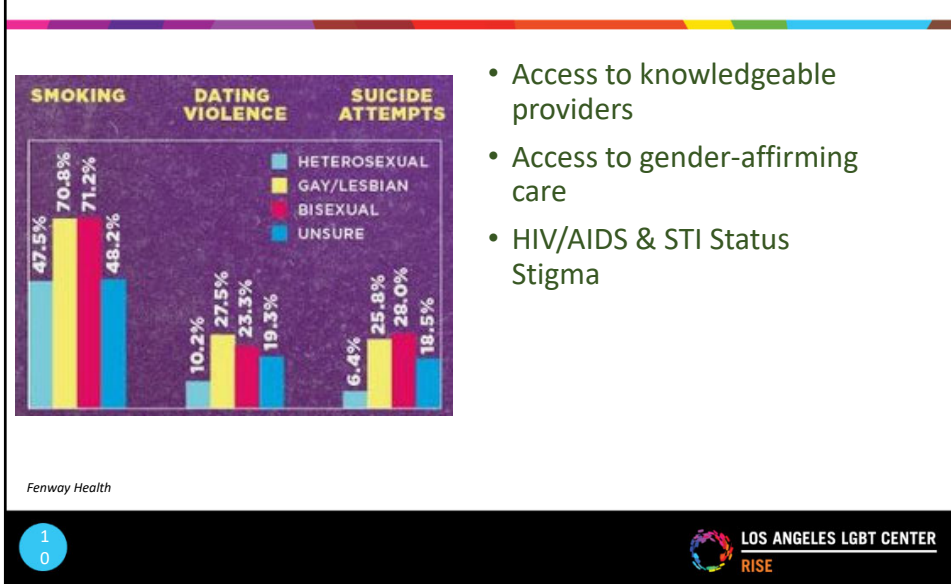 SMOKING
DATING
VIOLENCE
SUICIDE
ATTEMPTS
HETEROSEXUAL
GAY/LESBIAN
BISEXUAL
UNSURE
47.5%
70.8%
71.2%
48.2%
10.2%
27.5%
23.3%
19.3%
6.4%
25.8%
28.0%
18.5%
• Access to knowledgeable
providers
• Access to gender-affirming
care
• HIV/AIDS & STI Status
Stigma
Fenway Health
1
0
LOS ANGELES LGBT CENTER
RISE